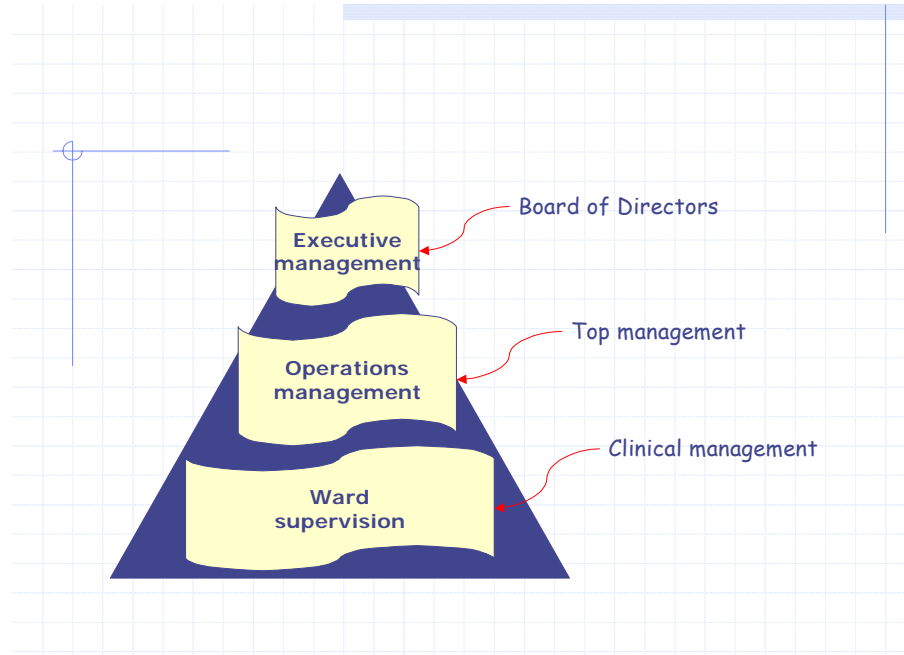 Board of Directors
Executive
management
Top management
Operations
management
Clinical management
Ward
supervision